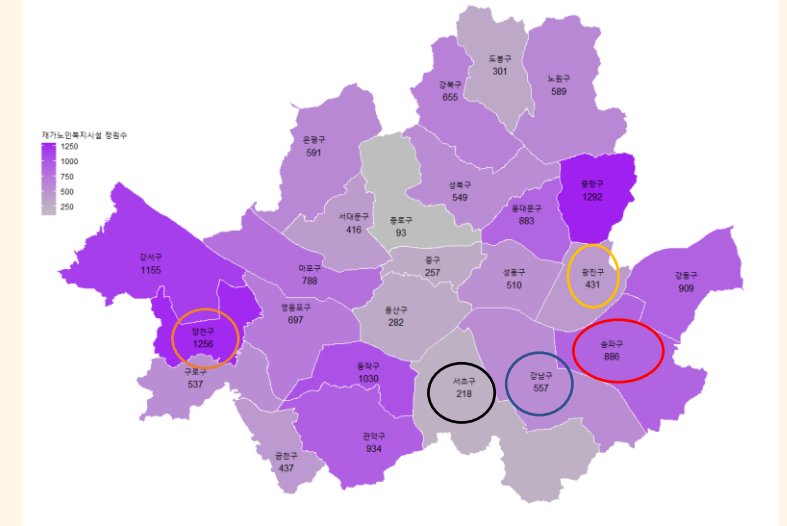 도봉구
301
노원구
589
강북구
655
재가노인복지시설 정원수
1250
1000
750
500
250
은평구
591
성북구
549
중랑구
1292
동대문구
883
서대문구
416
종로구
93
강서구
1155
마포구
788
중구
257
성동구
510
광진구
431
강동구
909
영등포구
697
용산구
282
양천구
1256
송파구
886
구로구
537
동작구
1030
서초구
218
강남구
557
관악구
934
금천구
437